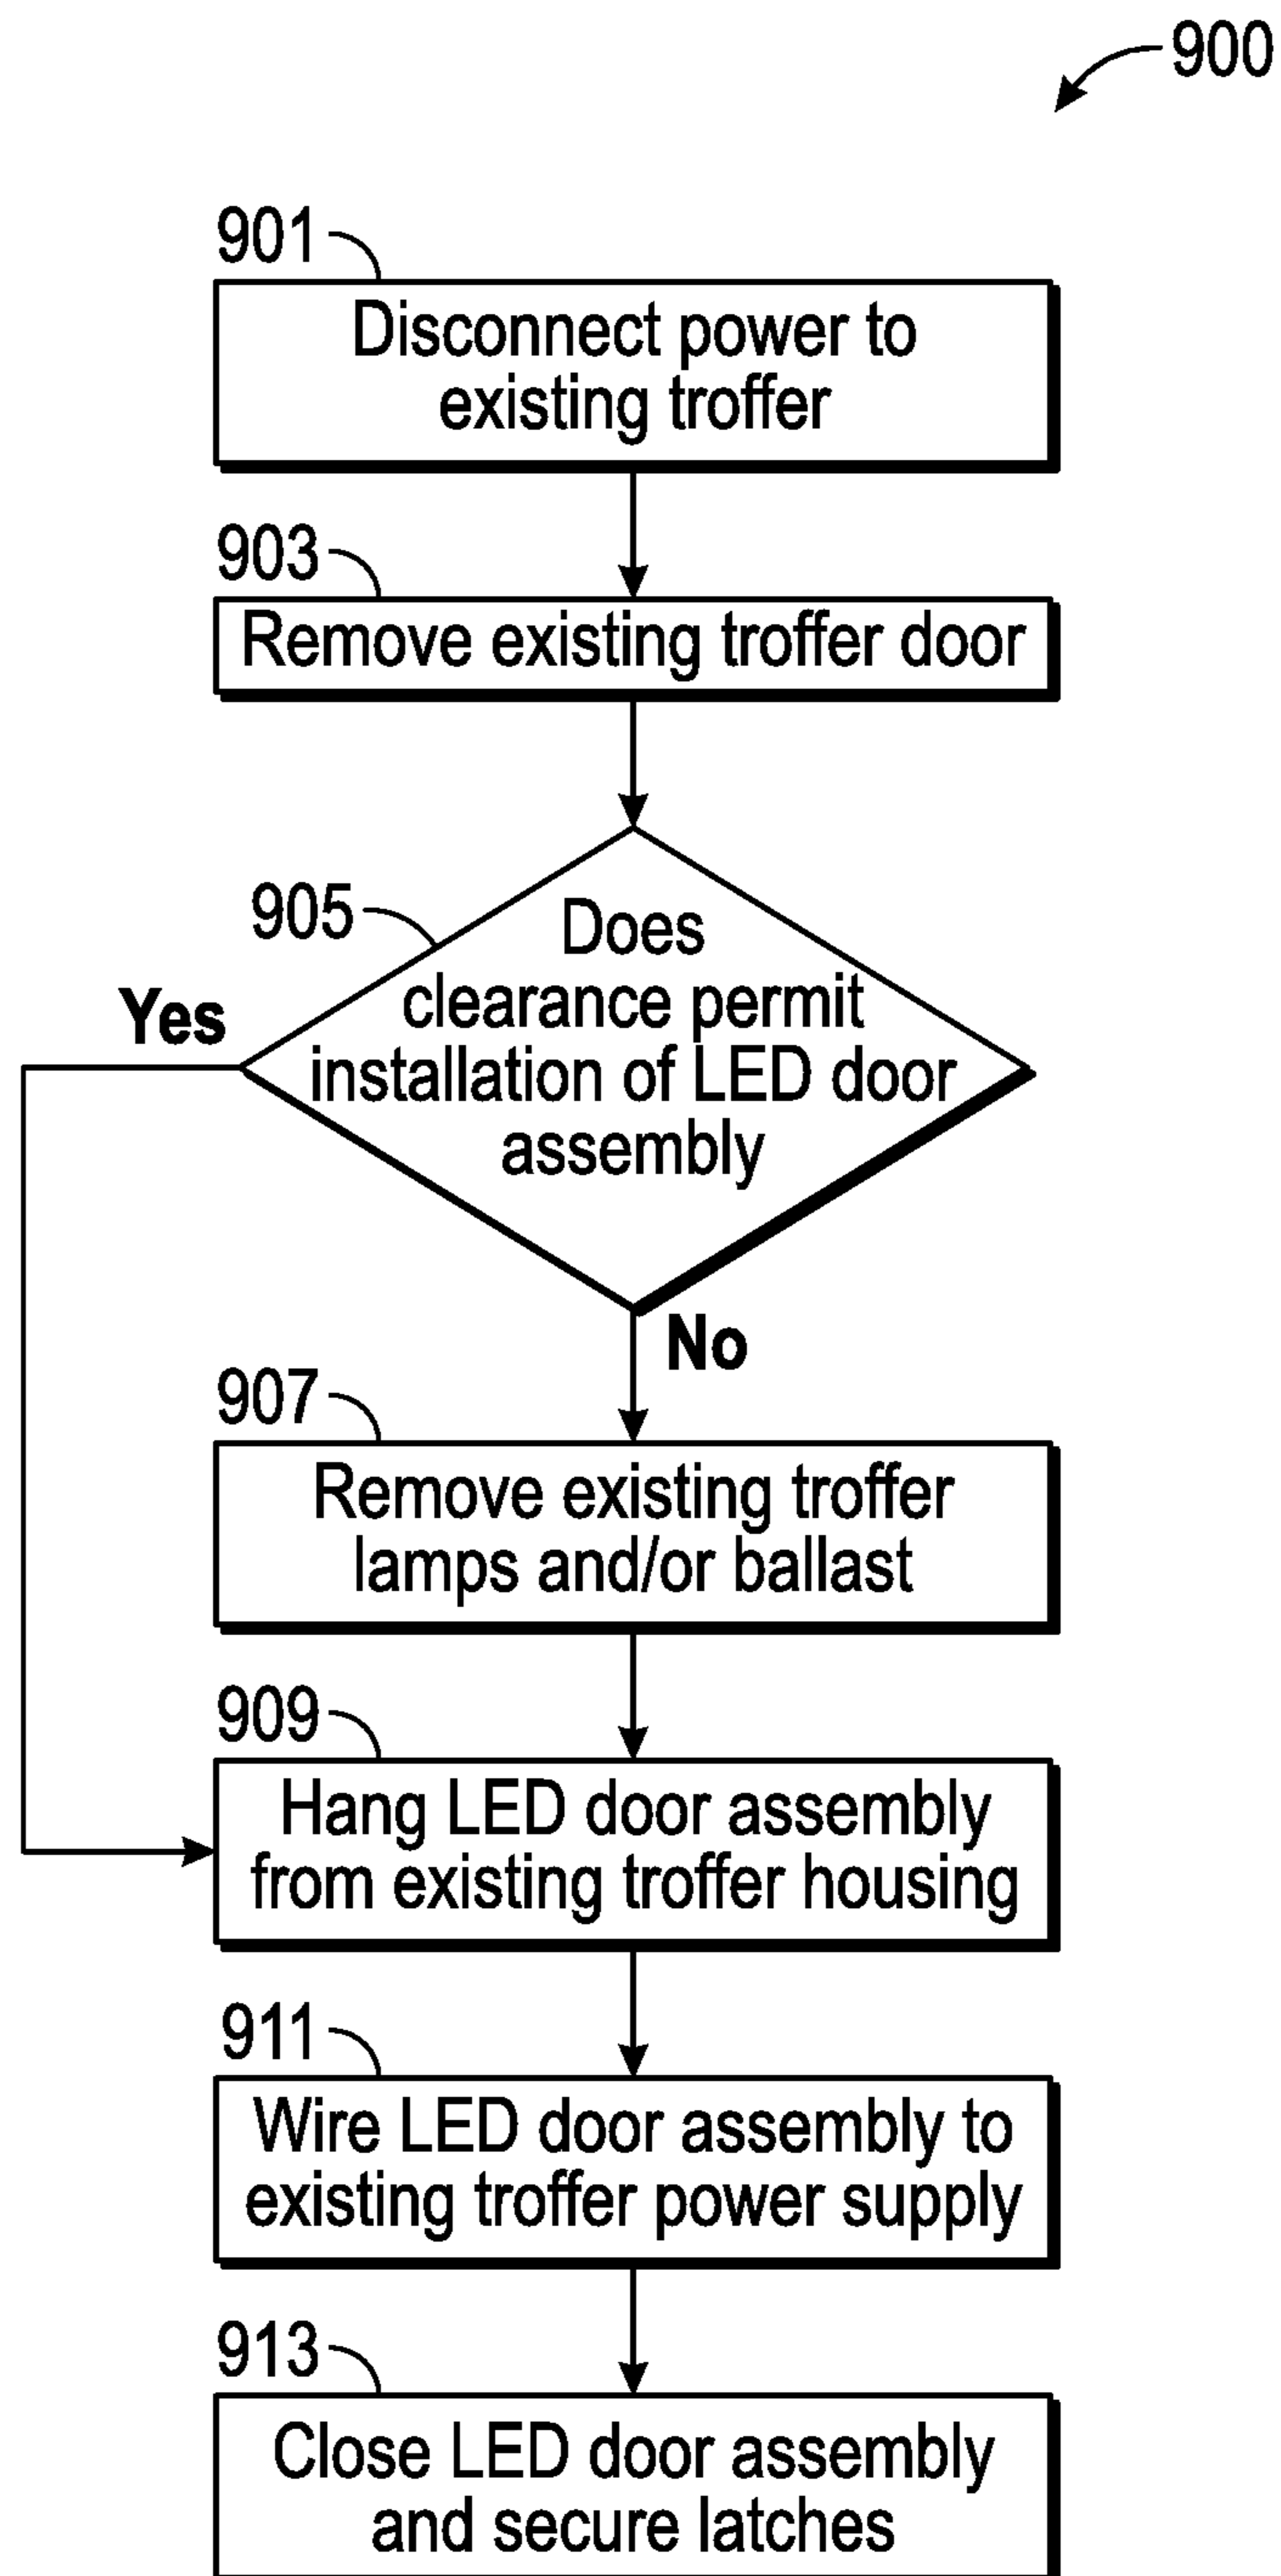 900
901
Disconnect power to
existing troffer
903
Remove existing troffer door
905
Does
clearance permit
installation of LED door
assembly
Yes
No
907
Remove existing troffer
lamps and/or ballast
909
Hang LED door assembly
from existing troffer housing
911
Wire LED door assembly to
existing troffer power supply
913
Close LED door assembly
and secure latches